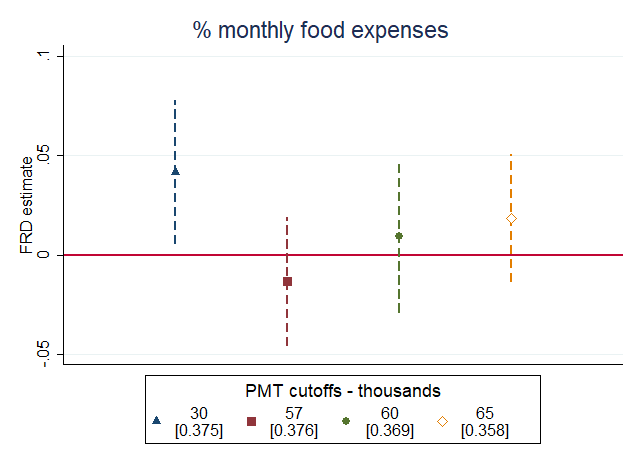 % monthly food expenses
FRD estimate
.1
.05
0
-.05
PMT cutoffs - thousands
30 57 60 65
[0.375] [0.376] [0.369] [0.358]